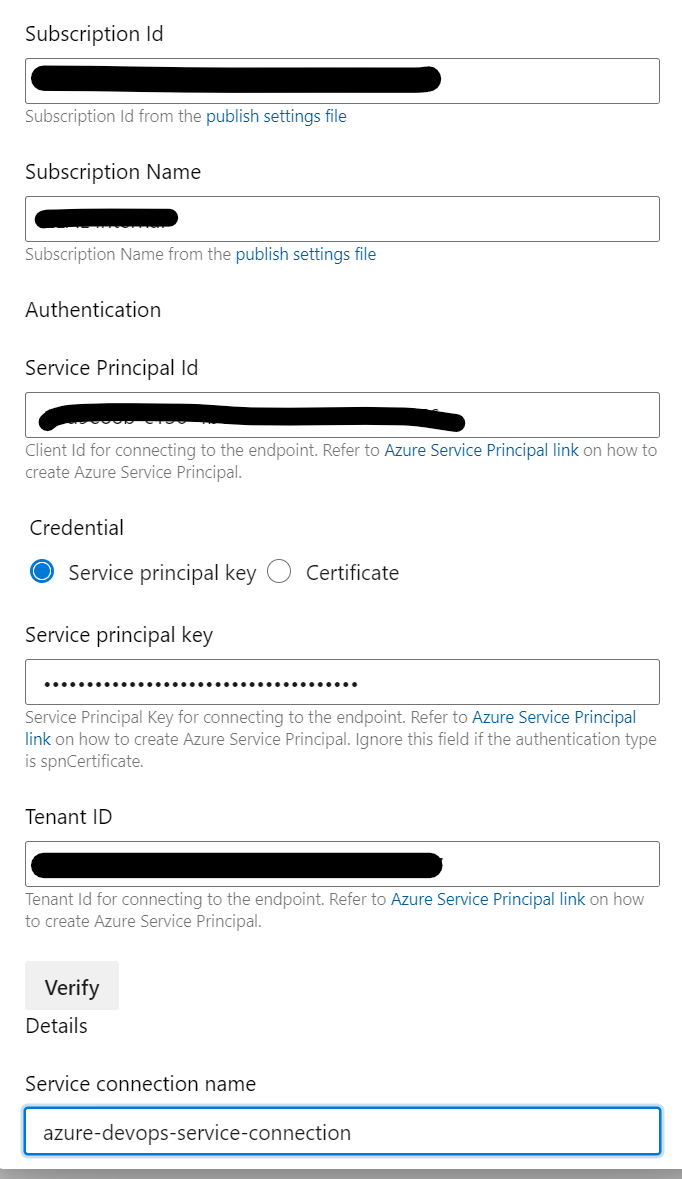 Subscription Id
Subscription Id from the publish settings file
Subscription Name
Subscription Name from the publish settings file
Authentication
Service Principal Id
Client Id for connecting to the endpoint. Refer to Azure Service Principal link on how to
create Azure Service Principal.
Credential
Service principal key Certificate
Service principal key
•••••••••••••••••••••••••••••••••••••
Service Principal Key for connecting to the endpoint. Refer to Azure Service Principal
link on how to create Azure Service Principal. Ignore this field if the authentication type
is spnCertificate.
Tenant ID
Tenant Id for connecting to the endpoint. Refer to Azure Service Principal link on how
to create Azure Service Principal.
Verify
Details
Service connection name
azure-devops-service-connection